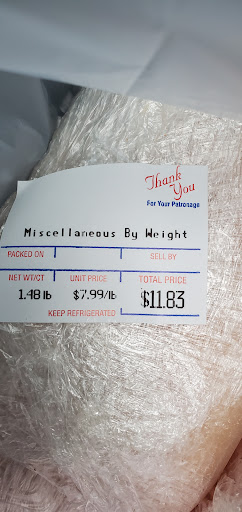 Thank
You
For Your Patronage
Miscellaneous By Weight
PACKED ON SELL BY
NET WT/CT UNIT PRICE TOTAL PRICE
1.48 lb $7.99/lb $11.83
KEEP REFRIGERATED